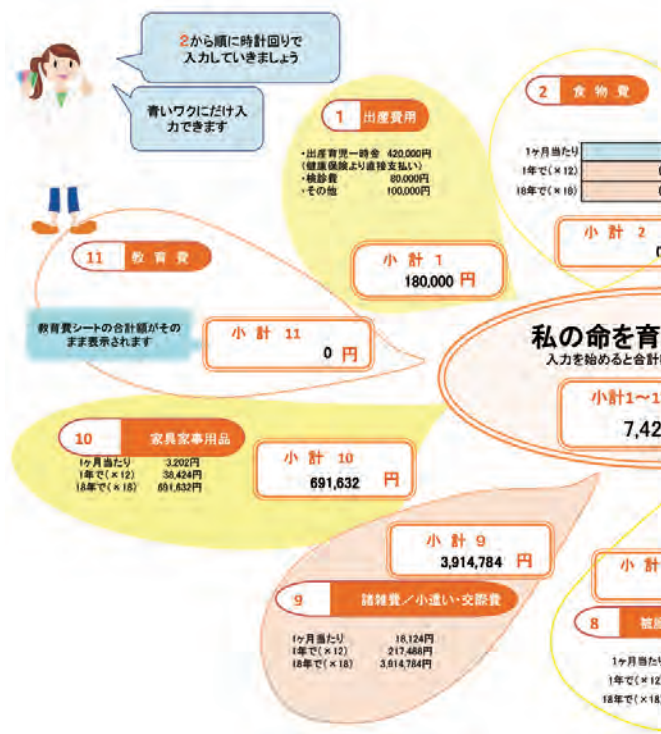 2から順に時計回りで
入力していきましょう
青いワクにだけ入
力できます
1 出産費用
・出産育児一時金 420,000円
(健康保険より直接支払い)
・検診費 80,000円
・その他 100,000円
小計 1
180,000 円
2 食物費
1ヶ月当たり
1年で(×12)
18年で(×18)
小計 2
11 教育費
教育費シートの合計額がその
まま表示されます
小計 11
0 円
私の命を育
入力を始めると合計
小計1~1
7,42
10 家具家事用品
1ヶ月当たり 3,202円
1年で(×12) 38,424円
18年で(×18) 691,632円
小計 10
691,632 円
小計 9
3,914,784 円
9 諸雑費/小遣い・交際費
1ヶ月当たり 18,124円
1年で(×12) 217,488円
18年で(×18) 3,914,784円
小計
8 被
1ヶ月当た
1年で(×12
18年で(×18